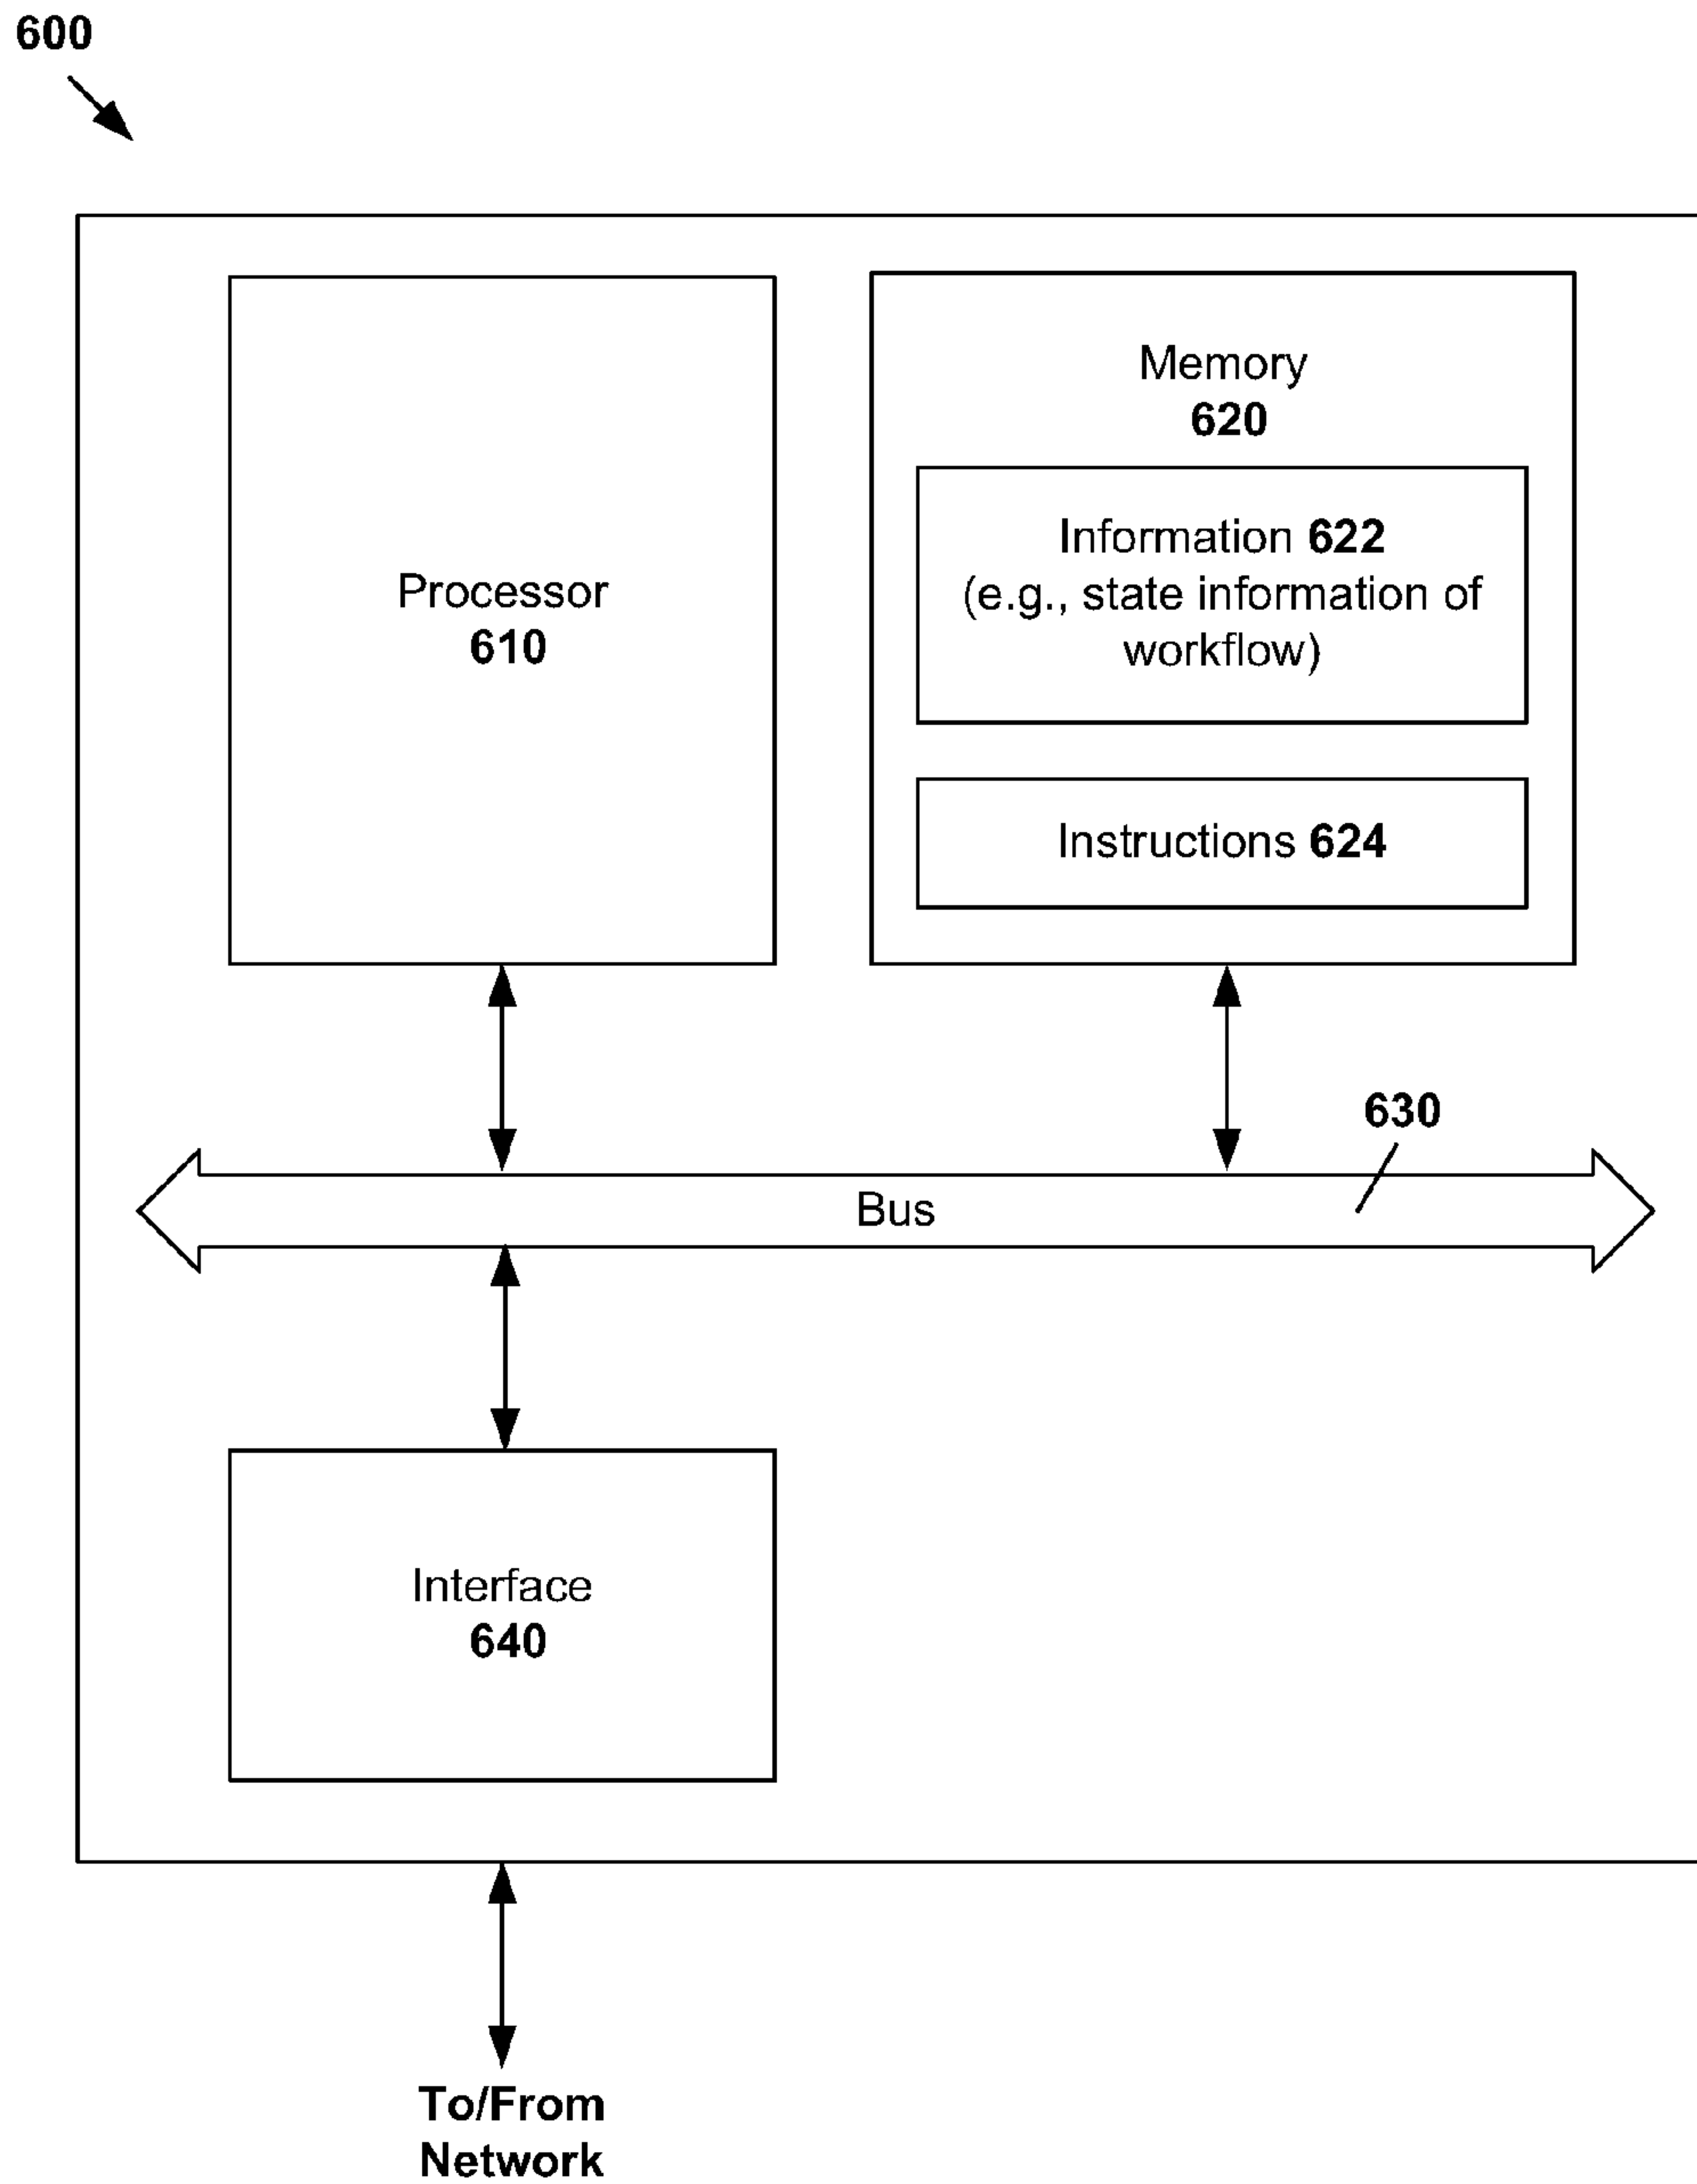 600
Processor
610
Memory
620
Information 622
(e.g., state information of
workflow)
Instructions 624
630
Bus
Interface
640
To/From
Network